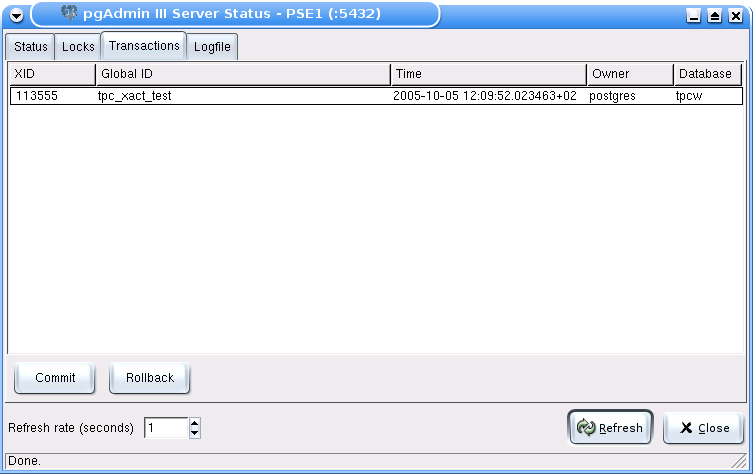 pgAdmin III Server Status - PSE1 (:5432)
Status Locks Transactions Logfile
XID Global ID Time Owner Database
113555 tpc_xact_test 2005-10-05 12:09:52.023463+02 postgres tpcw
Commit Rollback
Refresh rate (seconds) 1 Refresh Close
Done.